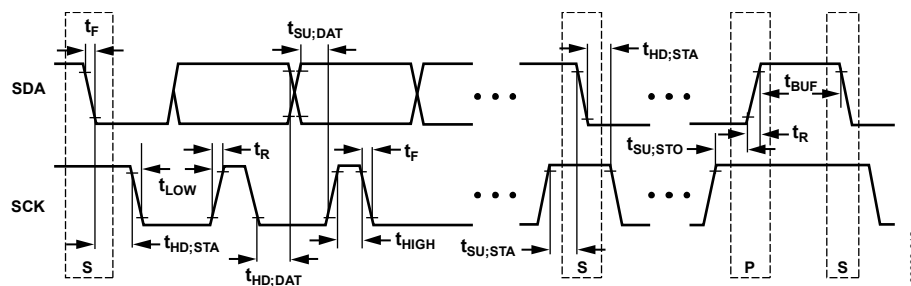 tF
tSU;DAT
tHD;STA
SDA
tBUF
tR
tF
tR
tSU;STO
tLOW
SCK
tHD;STA
tHIGH
tSU;STA
tHD;DAT
S
S
P
S